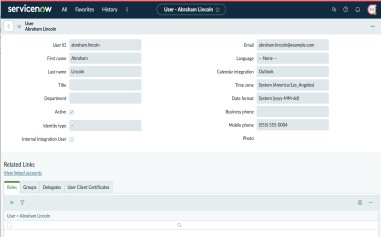 servicenow All Favorites History User - Abraham Lincoln
User
Abraham Lincoln
User ID abraham.lincoln
First name Abraham
Last name Lincoln
Title
Department
Active
Identity type -
Internal Integration User
Email abraham.lincoln@example.com
Language -- None --
Calendar integration Outlook
Time zone System (America/Los_Angeles)
Date format System (yyyy-MM-dd)
Business phone
Mobile phone (555) 555-0004
Photo
Related Links
View linked accounts
Roles Groups Delegates User Client Certificates
User = Abraham Lincoln